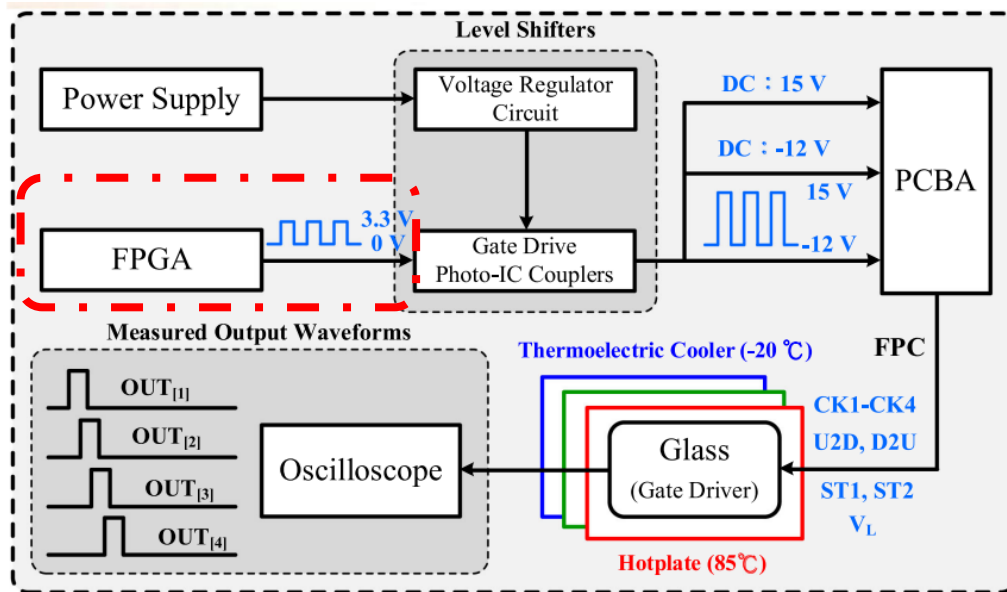 Level Shifters
Power Supply
Voltage Regulator
Circuit
DC：15 V
DC：-12 V
15 V
-12 V
PCBA
FPGA
3.3 V
0 V
Gate Drive
Photo-IC Couplers
Measured Output Waveforms
OUT[1]
OUT[2]
OUT[3]
OUT[4]
Oscilloscope
Thermoelectric Cooler (-20 ℃)
Glass
(Gate Driver)
Hotplate (85℃)
FPC
CK1-CK4
U2D, D2U
ST1, ST2
VL